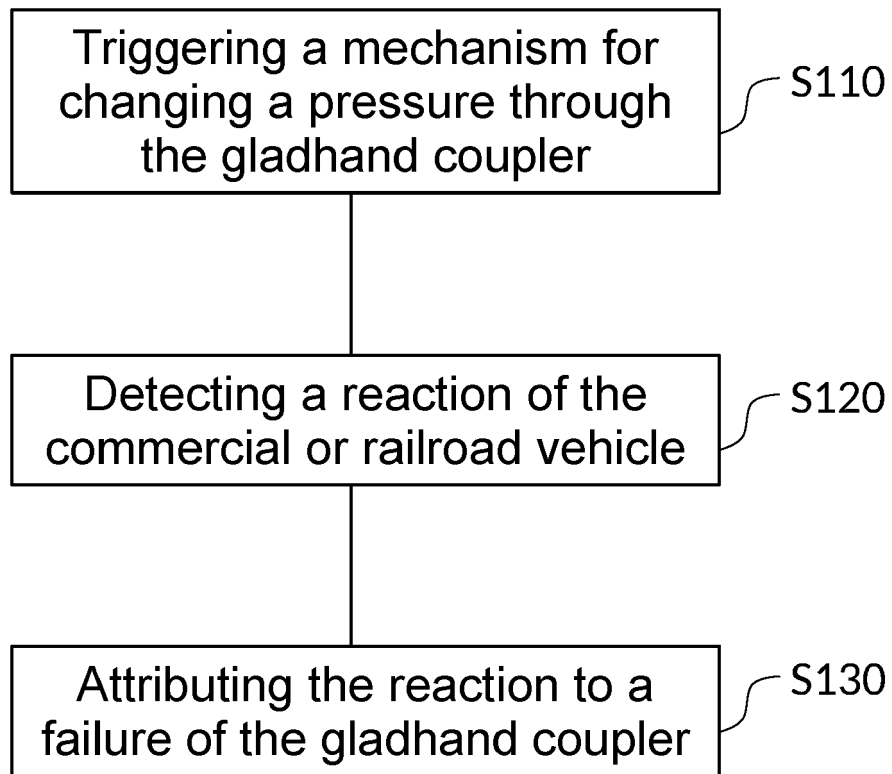 Triggering a mechanism for
changing a pressure through
the gladhand coupler
S110
Detecting a reaction of the
commercial or railroad vehicle
S120
Attributing the reaction to a
failure of the gladhand coupler
S130